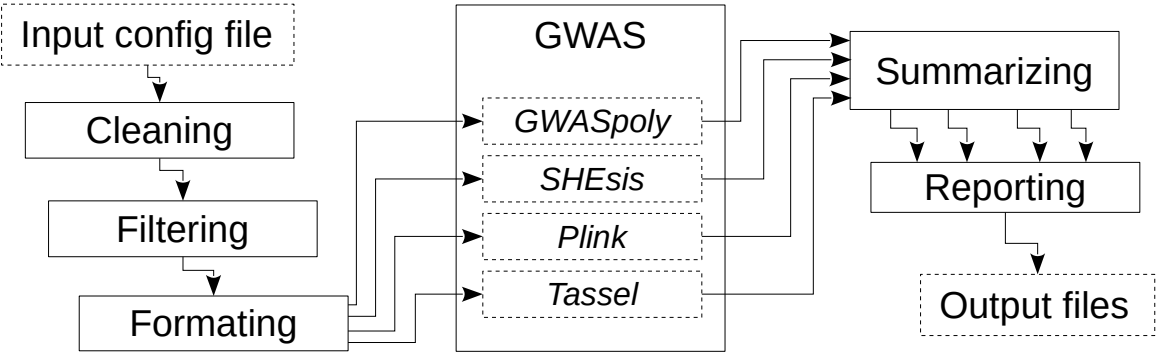 Input config file
Cleaning
Filtering
Formating
GWAS
GWASpoly
SHEsis
Plink
Tassel
Summarizing
Reporting
Output files